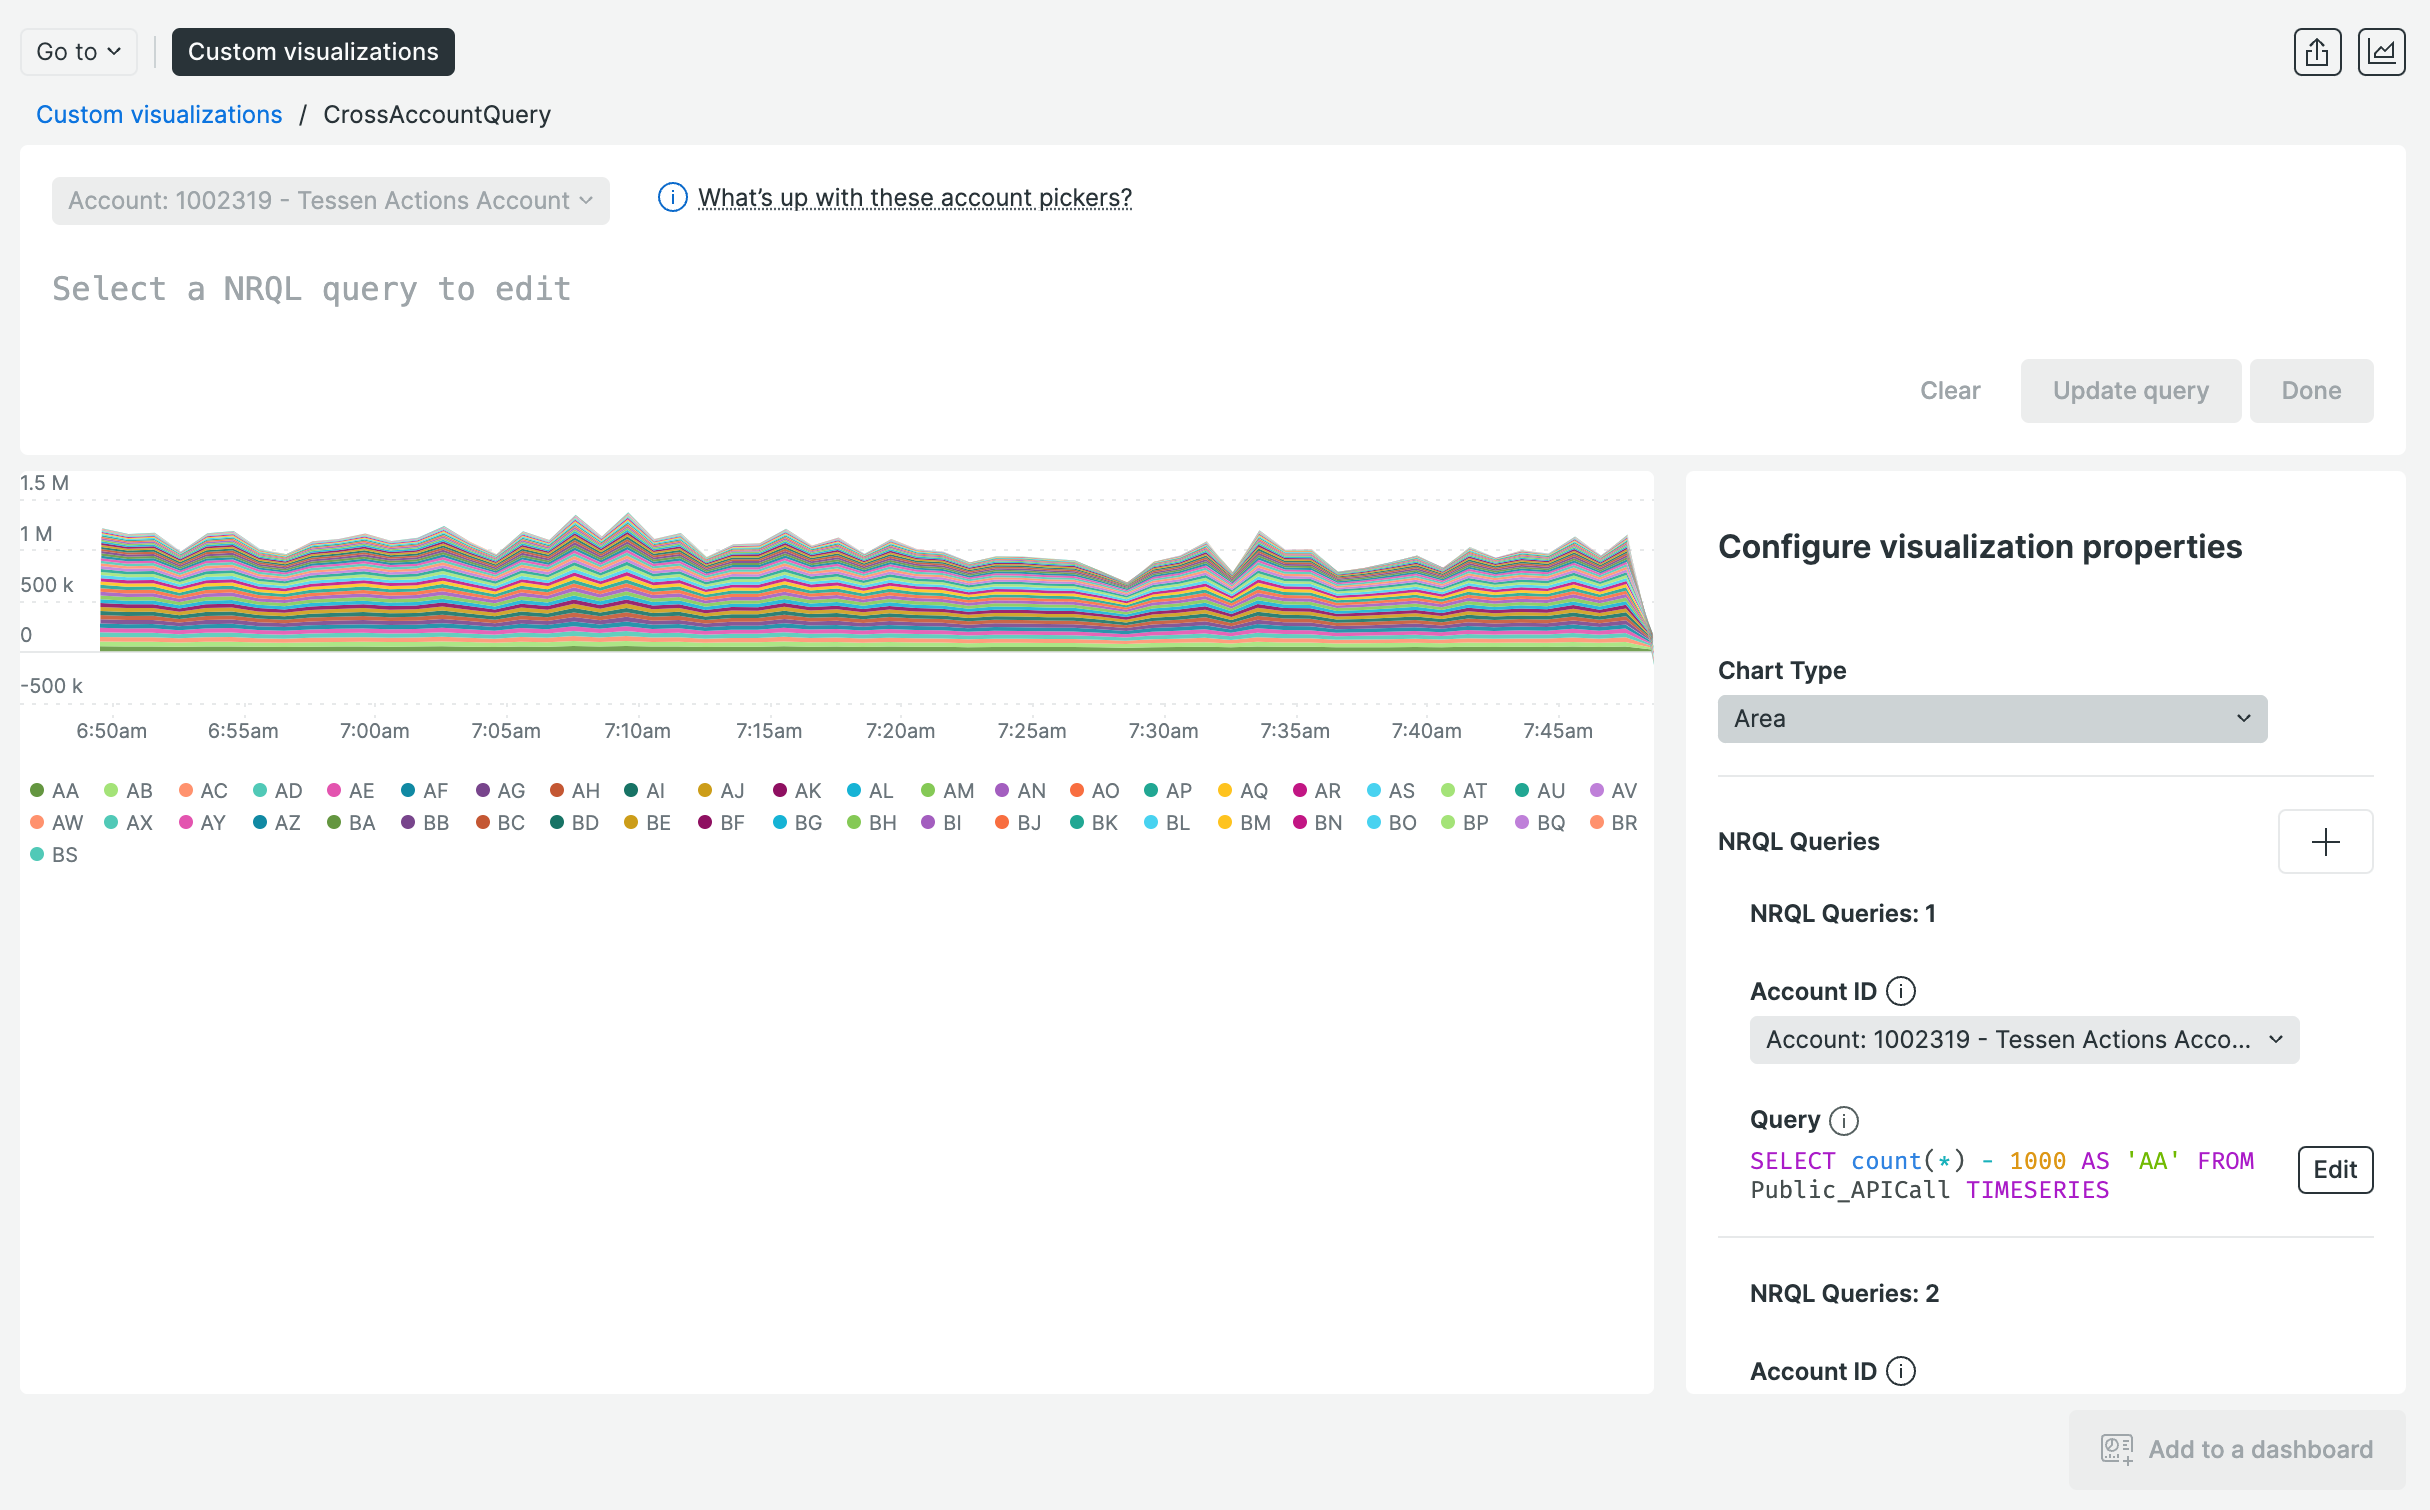 Go to
Custom visualizations
Custom visualizations / CrossAccountQuery
Account: 1002319 - Tessen Actions Account
What's up with these account pickers?
Select a NRQL query to edit
Clear
Update query
Done
1.5 M
1 M
500 k
0
-500 k
6:50am 6:55am 7:00am 7:05am 7:10am 7:15am 7:20am 7:25am 7:30am 7:35am 7:40am 7:45am
AA AB AC AD AE AF AG AH AI AJ AK AL AM AN AO AP AQ AR AS AT AU AV
AW AX AY AZ BA BB BC BD BE BF BG BH BI BJ BK BL BM BN BO BP BQ BR
BS
Configure visualization properties
Chart Type
Area
NRQL Queries
NRQL Queries: 1
Account ID
Account: 1002319 - Tessen Actions Acco...
Query
SELECT count(*) - 1000 AS 'AA' FROM
Public_APICall TIMESERIES
Edit
NRQL Queries: 2
Account ID
Add to a dashboard